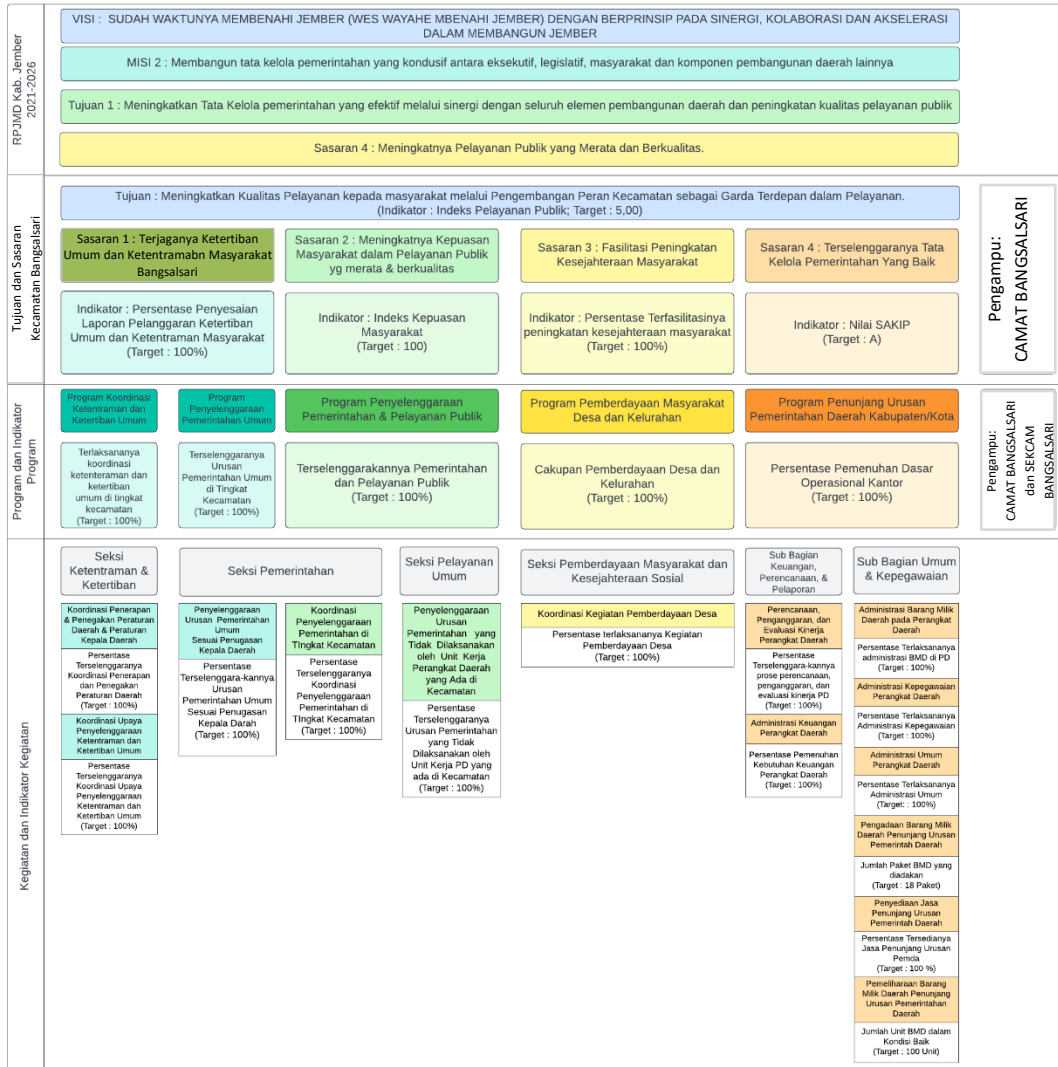 RPJMD Kab. Jember
2021-2026
VISI : SUDAH WAKTUNYA MEMBENAHI JEMBER (WES WAYAHE MBENAHI JEMBER) DENGAN BERPRINSIP PADA SINERGI, KOLABORASI DAN AKSELERASI
DALAM MEMBANGUN JEMBER
MISI 2 : Membangun tata kelola pemerintahan yang kondusif antara eksekutif, legislatif, masyarakat dan komponen pembangunan daerah lainnya
Tujuan 1 : Meningkatkan Tata Kelola pemerintahan yang efektif melalui sinergi dengan seluruh elemen pembangunan daerah dan peningkatan kualitas pelayanan publik
Sasaran 4 : Meningkatnya Pelayanan Publik yang Merata dan Berkualitas.
Tujuan dan Sasaran
Kecamatan Bangsalsari
Tujuan : Meningkatkan Kualitas Pelayanan kepada masyarakat melalui Pengembangan Peran Kecamatan sebagai Garda Terdepan dalam Pelayanan.
(Indikator : Indeks Pelayanan Publik; Target : 5,00)
Sasaran 1 : Terjaganya Ketertiban
Umum dan Ketentramabn Masyarakat
Bangsalsari
Sasaran 2 : Meningkatnya Kepuasan
Masyarakat dalam Pelayanan Publik
yg merata & berkualitas
Sasaran 3 : Fasilitasi Peningkatan
Kesejahteraan Masyarakat
Sasaran 4 : Terselenggaranya Tata
Kelola Pemerintahan Yang Baik
Indikator : Persentase Penyesaian
Laporan Pelanggaran Ketertiban
Umum dan Ketentraman Masyarakat
(Target : 100%)
Indikator : Indeks Kepuasan
Masyarakat
(Target : 100)
Indikator : Persentase Terfasilitasinya
peningkatan kesejahteraan masyarakat
(Target : 100%)
Indikator : Nilai SAKIP
(Target : A)
Pengampu:
CAMAT BANGSALSARI
Program dan Indikator
Program
Program Koordinasi
Ketentraman dan
Ketertiban Umum
Program
Penyelenggaraan
Pemerintahan Umum
Program Penyelenggaraan
Pemerintahan & Pelayanan Publik
Program Pemberdayaan Masyarakat
Desa dan Kelurahan
Program Penunjang Urusan
Pemerintahan Daerah Kabupaten/Kota
Terlaksananya
koordinasi
ketenteraman dan
ketertiban
umum di tingkat
kecamatan
(Target : 100%)
Terselenggaranya
Urusan
Pemerintahan Umum
di Tingkat
Kecamatan
(Target : 100%)
Terselenggarakannya Pemerintahan
dan Pelayanan Publik
(Target : 100%)
Cakupan Pemberdayaan Desa dan
Kelurahan
(Target : 100%)
Persentase Pemenuhan Dasar
Operasional Kantor
(Target : 100%)
Pengampu:
CAMAT BANGSALSARI
dan SEKCAM
BANGSALSARI
Kegiatan dan Indikator Kegiatan
Seksi
Ketentraman &
Ketertiban
Seksi Pemerintahan
Seksi Pelayanan
Umum
Seksi Pemberdayaan Masyarakat dan
Kesejahteraan Sosial
Sub Bagian
Keuangan,
Perencanaan, &
Pelaporan
Sub Bagian Umum
& Kepegawaian
Koordinasi Penerapan
& Penegakan Peraturan
Daerah & Peraturan
Kepala Daerah
Persentase
Terselenggaranya
Koordinasi Penerapan
dan Penegakan
Peraturan Daerah
(Target : 100%)
Koordinasi Upaya
Penyelenggaraan
Ketentraman dan
Ketertiban Umum
Persentase
Terselenggaranya
Koordinasi Upaya
Penyelenggaraan
Ketentraman dan
Ketertiban Umum
(Target : 100%)
Penyelenggaraan
Urusan Pemerintahan
Umum
Sesuai Penugasan
Kepala Daerah
Persentase
Terselenggara-kannya
Urusan
Pemerintahan Umum
Sesuai Penugasan
Kepala Darah
(Target : 100%)
Koordinasi
Penyelenggaraan
Pemerintahan di
TIngkat Kecamatan
Persentase
Terselenggaranya
Koordinasi
Penyelenggaraan
Pemerintahan di
TIngkat Kecamatan
(Target : 100%)
Penyelenggaraan
Urusan
Pemerintahan yang
Tidak Dilaksanakan
oleh Unit Kerja
Perangkat Daerah
yang Ada di
Kecamatan
Persentase
Terselenggaranya
Urusan Pemerintahan
yang Tidak
Dilaksanakan oleh
Unit Kerja PD yang
ada di Kecamatan
(Target : 100%)
Koordinasi Kegiatan Pemberdayaan Desa
Persentase terlaksananya Kegiatan
Pemberdayaan Desa
(Target : 100%)
Perencanaan,
Penganggaran, dan
Evaluasi Kinerja
Perangkat Daerah
Persentase
Terselenggara-kannya
prose perencanaan,
penganggaran, dan
evaluasi kinerja PD
(Target : 100%)
Administrasi Keuangan
Perangkat Daerah
Persentase Pemenuhan
Kebutuhan Keuangan
Perangkat Daerah
(Target : 100%)
Administrasi Barang Milik
Daerah pada Perangkat
Daerah
Persentase Terlaksananya
administrasi BMD di PD
(Target : 100%)
Administrasi Kepegawaian
Perangkat Daerah
Persentase Terlaksananya
Administrasi Kepegawaian
(Target : 100%)
Administrasi Umum
Perangkat Daerah
Persentase Terlaksananya
Administrasi Umum
(Target: : 100%)
Pengadaan Barang Milik
Daerah Penunjang Urusan
Pemerintah Daerah
Jumlah Paket BMD yang
diadakan
(Target : 18 Paket)
Penyediaan Jasa
Penunjang Urusan
Pemerintah Daerah
Persentase Tersedianya
Jasa Penunjang Urusan
Pemda
(Target : 100 %)
Pemeliharaan Barang
Milik Daerah Penunjang
Urusan Pemerintahan
Daerah
Jumlah Unit BMD dalam
Kondisi Baik
(Target : 100 Unit)